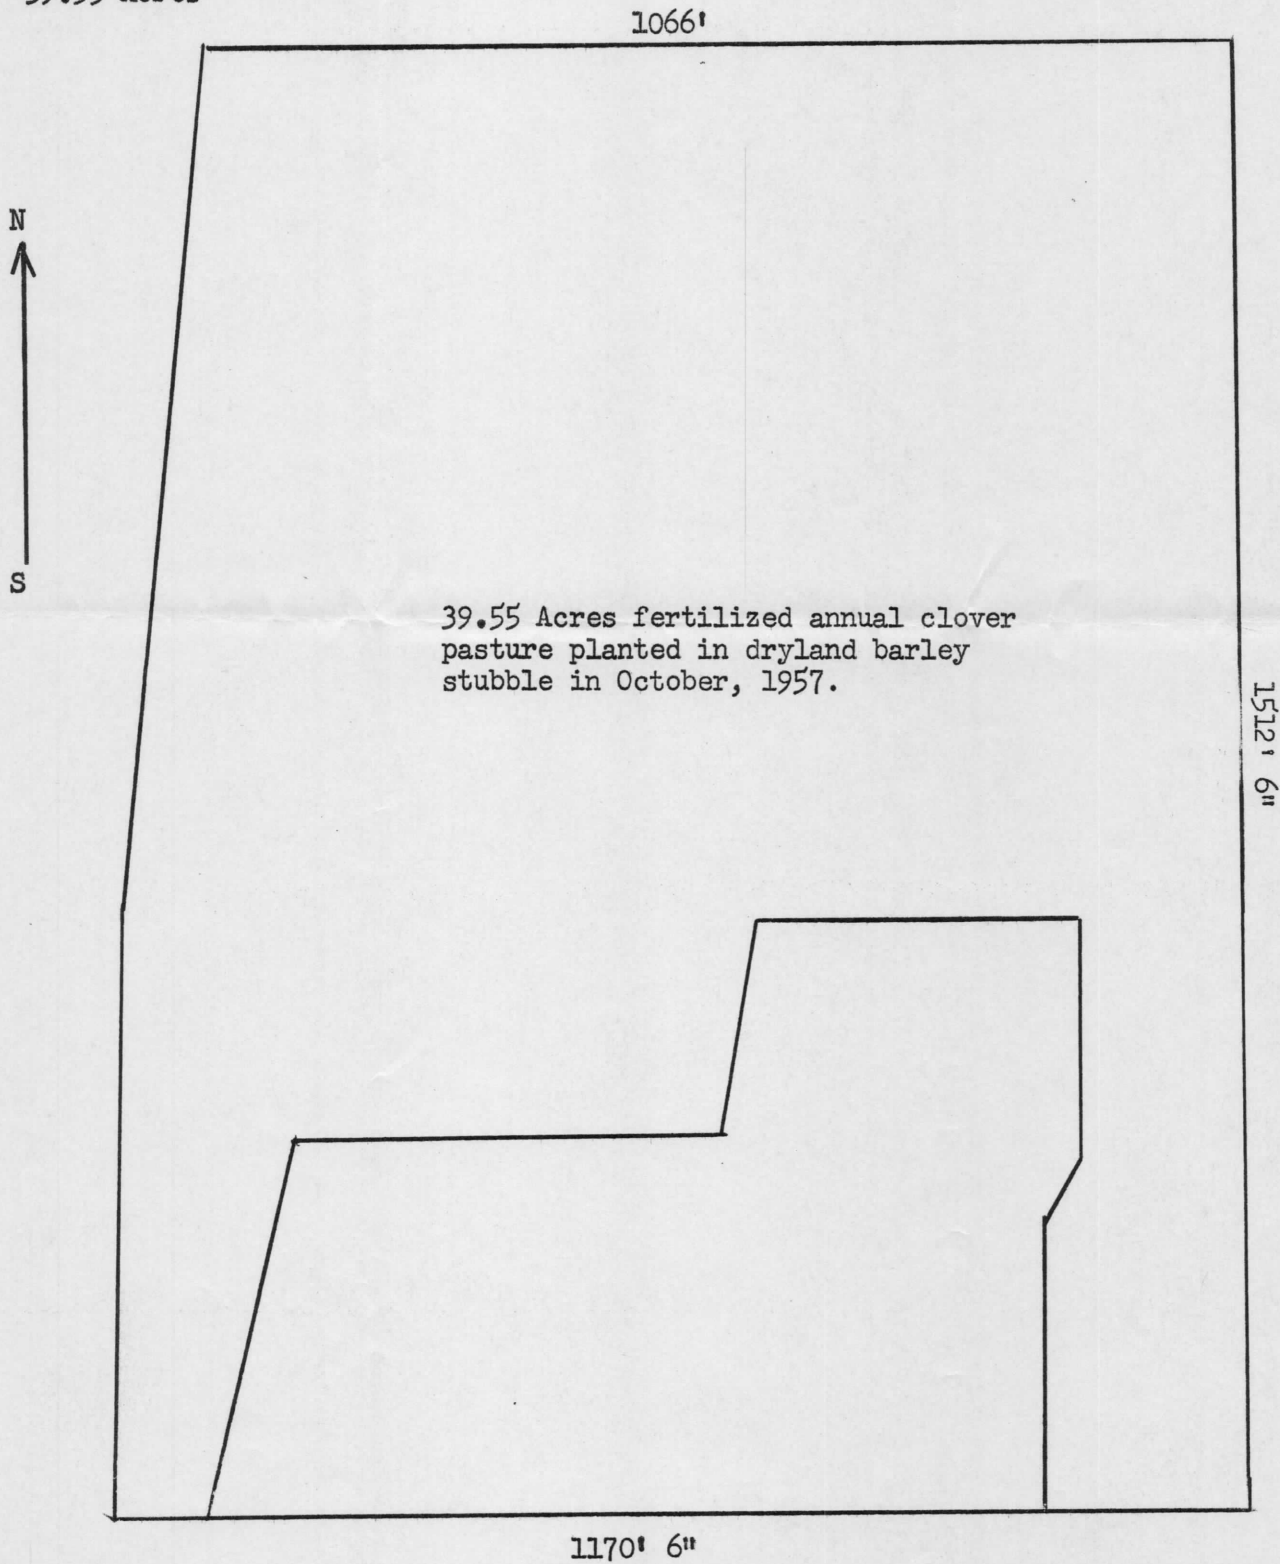 1066'
N
S
39.55 Acres fertilized annual clover
pasture planted in dryland barley
stubble in October, 1957.
1512' 6"
1170' 6"